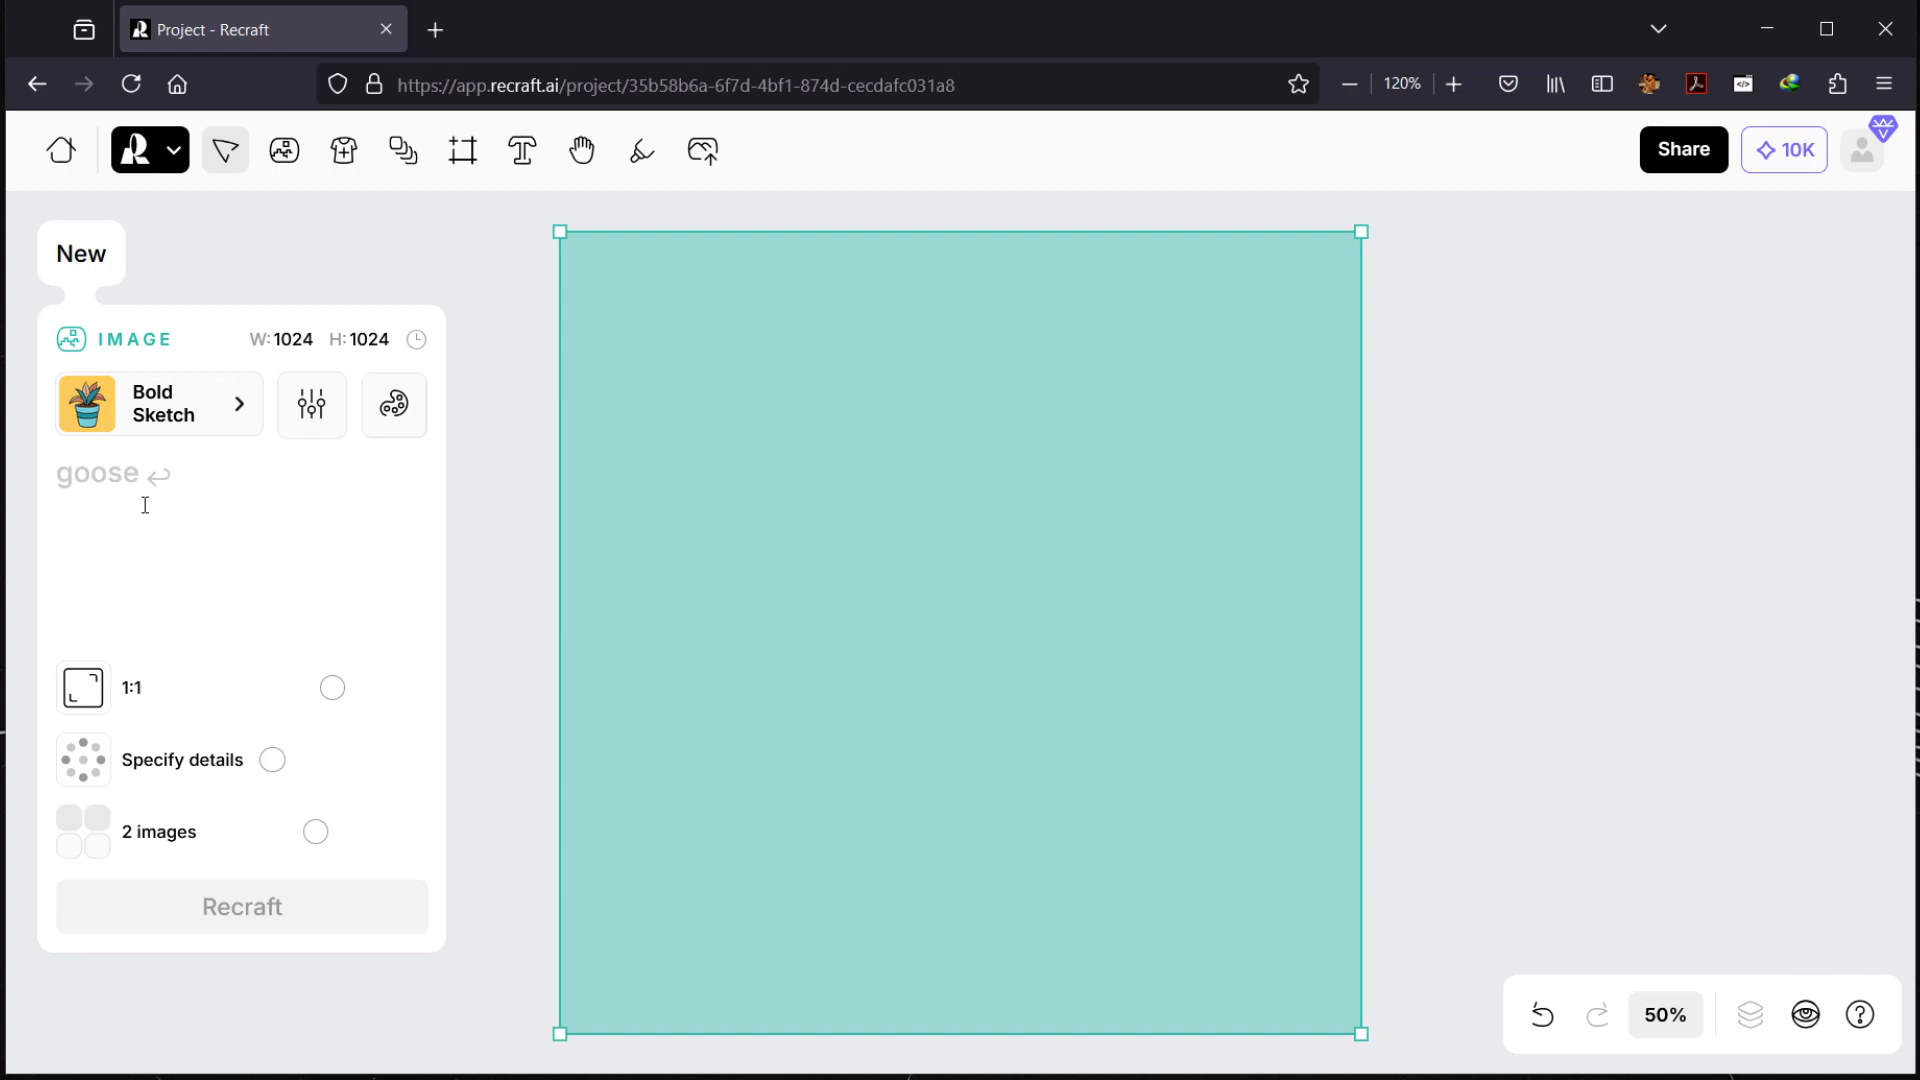 Project - Recraft
https://app.recraft.ai/project/35b58b6a-6f7d-4bf1-874d-cecdafc031a8
120%
Share
10K
New
IMAGE W: 1024 H: 1024
Bold
Sketch
goose
1:1
Specify details
2 images
Recraft
50%